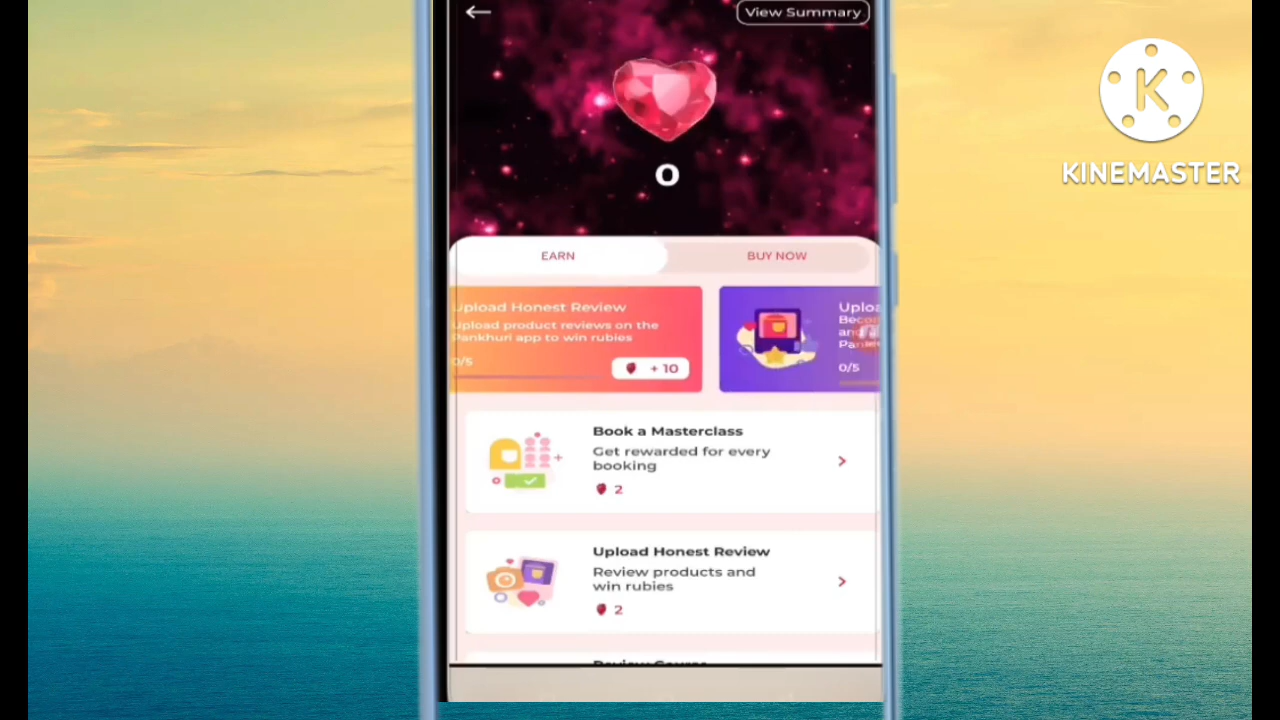 View Summary
KINEMASTER
0
EARN
BUY NOW
Upload Honest Review
Upload product reviews on the
Pankhuri app to win rubies
0/5
+ 10
0/5
Book a Masterclass
Get rewarded for every
booking
2
Upload Honest Review
Review products and
win rubies
2